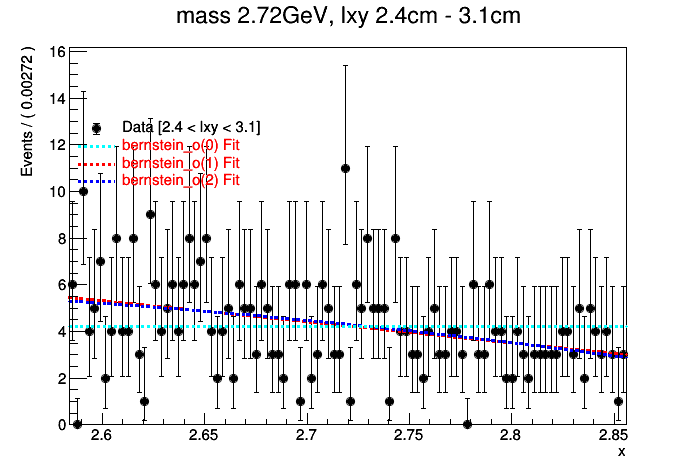 mass 2.72GeV, lxy 2.4cm - 3.1cm
Events / ( 0.00272 )
16
14
12
10
8
6
4
2
0
Data [2.4 < lxy < 3.1]
bernstein_o(0) Fit
bernstein_o(1) Fit
bernstein_o(2) Fit
2.6 2.65 2.7 2.75 2.8 2.85
x